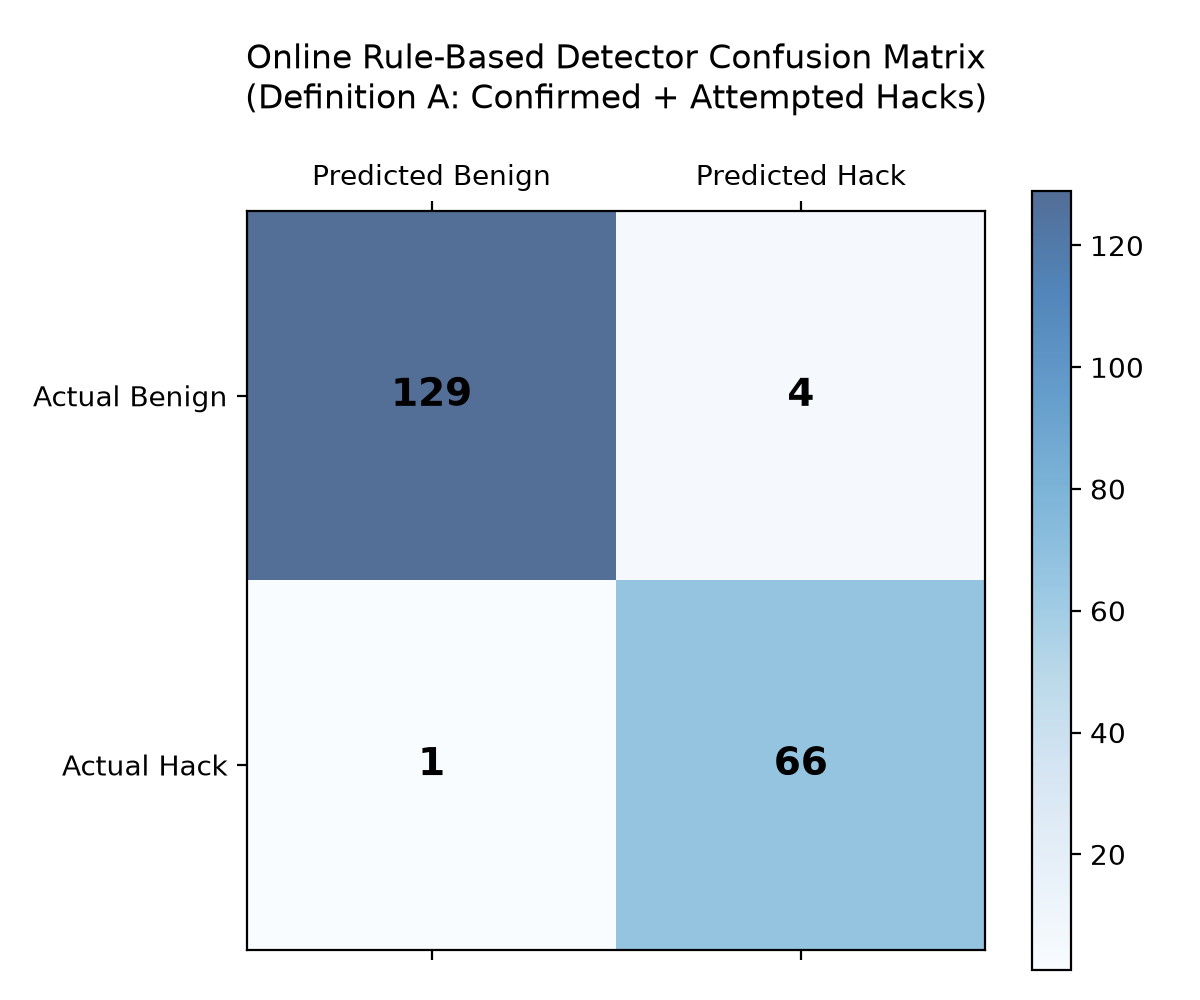 Online Rule-Based Detector Confusion Matrix
(Definition A: Confirmed + Attempted Hacks)
Predicted Benign
Predicted Hack
Actual Benign
129
4
Actual Hack
1
66
120
100
80
60
40
20